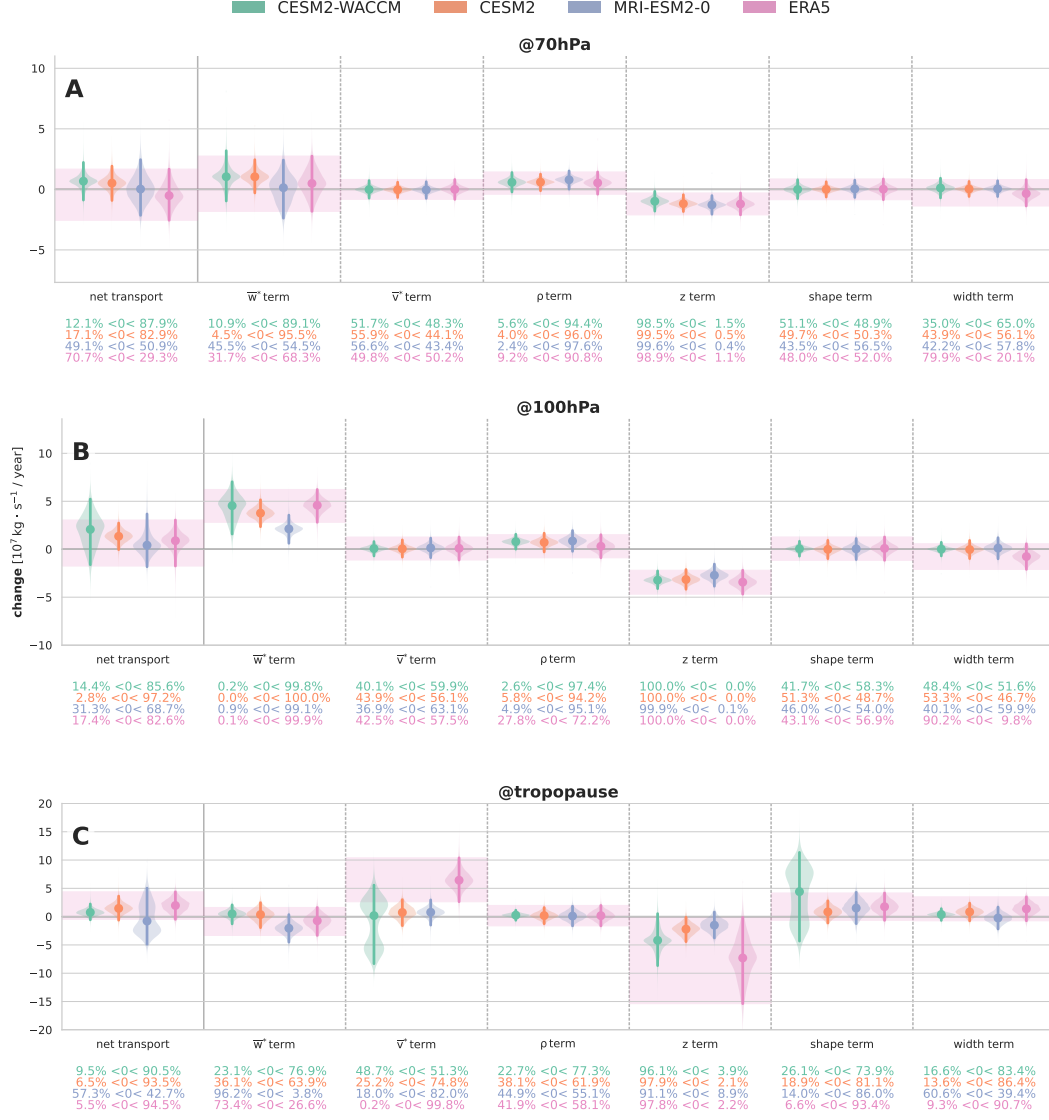 CESM2-WACCM CESM2 MRI-ESM2-0 ERA5
@70hPa
A
10
5
0
−5
net transport w̅* term v̅* term ρ term z term shape term width term
12.1% <0< 87.9% 10.9% <0< 89.1% 51.7% <0< 48.3% 5.6% <0< 94.4% 98.5% <0< 1.5% 51.1% <0< 48.9% 35.0% <0< 65.0%
17.1% <0< 82.9% 4.5% <0< 95.5% 55.9% <0< 44.1% 4.0% <0< 96.0% 99.5% <0< 0.5% 49.7% <0< 50.3% 43.9% <0< 56.1%
49.1% <0< 50.9% 45.5% <0< 54.5% 56.6% <0< 43.4% 2.4% <0< 97.6% 99.6% <0< 0.4% 43.5% <0< 56.5% 42.2% <0< 57.8%
70.7% <0< 29.3% 31.7% <0< 68.3% 49.8% <0< 50.2% 9.2% <0< 90.8% 98.9% <0< 1.1% 48.0% <0< 52.0% 79.9% <0< 20.1%
@100hPa
B
change [10⁷ kg · s⁻¹ / year]
10
5
0
−5
−10
net transport w̅* term v̅* term ρ term z term shape term width term
14.4% <0< 85.6% 0.2% <0< 99.8% 40.1% <0< 59.9% 2.6% <0< 97.4% 100.0% <0< 0.0% 41.7% <0< 58.3% 48.4% <0< 51.6%
2.8% <0< 97.2% 0.0% <0< 100.0% 43.9% <0< 56.1% 5.8% <0< 94.2% 100.0% <0< 0.0% 51.3% <0< 48.7% 53.3% <0< 46.7%
31.3% <0< 68.7% 0.9% <0< 99.1% 36.9% <0< 63.1% 4.9% <0< 95.1% 99.9% <0< 0.1% 46.0% <0< 54.0% 40.1% <0< 59.9%
17.4% <0< 82.6% 0.1% <0< 99.9% 42.5% <0< 57.5% 27.8% <0< 72.2% 100.0% <0< 0.0% 43.1% <0< 56.9% 90.2% <0< 9.8%
@tropopause
C
20
15
10
5
0
−5
−10
−15
−20
net transport w̅* term v̅* term ρ term z term shape term width term
9.5% <0< 90.5% 23.1% <0< 76.9% 48.7% <0< 51.3% 22.7% <0< 77.3% 96.1% <0< 3.9% 26.1% <0< 73.9% 16.6% <0< 83.4%
6.5% <0< 93.5% 36.1% <0< 63.9% 25.2% <0< 74.8% 38.1% <0< 61.9% 97.9% <0< 2.1% 18.9% <0< 81.1% 13.6% <0< 86.4%
57.3% <0< 42.7% 96.2% <0< 3.8% 18.0% <0< 82.0% 44.9% <0< 55.1% 91.1% <0< 8.9% 14.0% <0< 86.0% 60.6% <0< 39.4%
5.5% <0< 94.5% 73.4% <0< 26.6% 0.2% <0< 99.8% 41.9% <0< 58.1% 97.8% <0< 2.2% 6.6% <0< 93.4% 9.3% <0< 90.7%